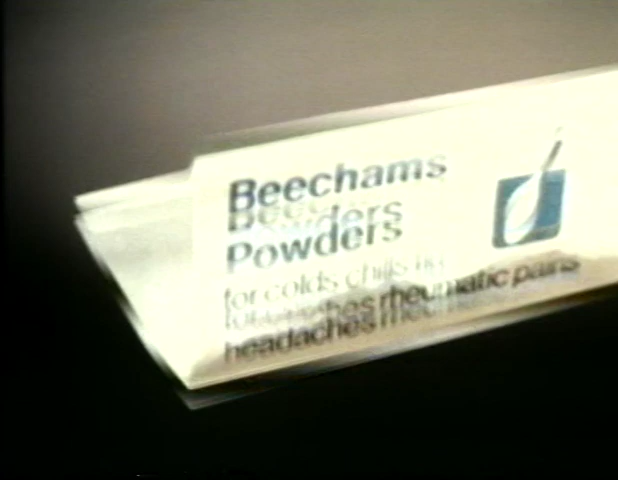 Beechams
Powders
for colds, chills
headaches rheumatic pains